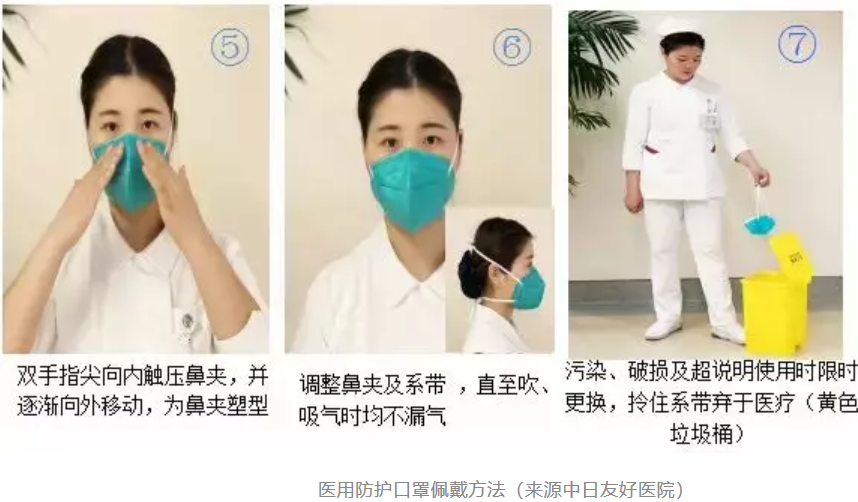 ⑤
双手指尖向内触压鼻夹，并
逐渐向外移动，为鼻夹塑型
⑥
调整鼻夹及系带 ，直至吹、
吸气时均不漏气
⑦
污染、破损及超说明使用时限时
更换，拎住系带弃于医疗（黄色
垃圾桶）
医用防护口罩佩戴方法（来源中日友好医院）